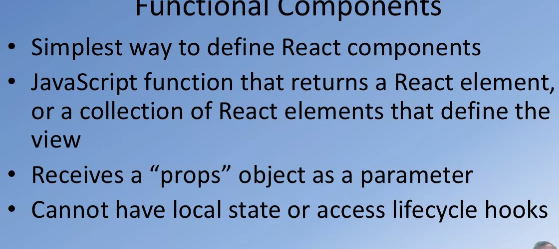 Functional Components
• Simplest way to define React components
• JavaScript function that returns a React element,
or a collection of React elements that define the
view
• Receives a “props” object as a parameter
• Cannot have local state or access lifecycle hooks